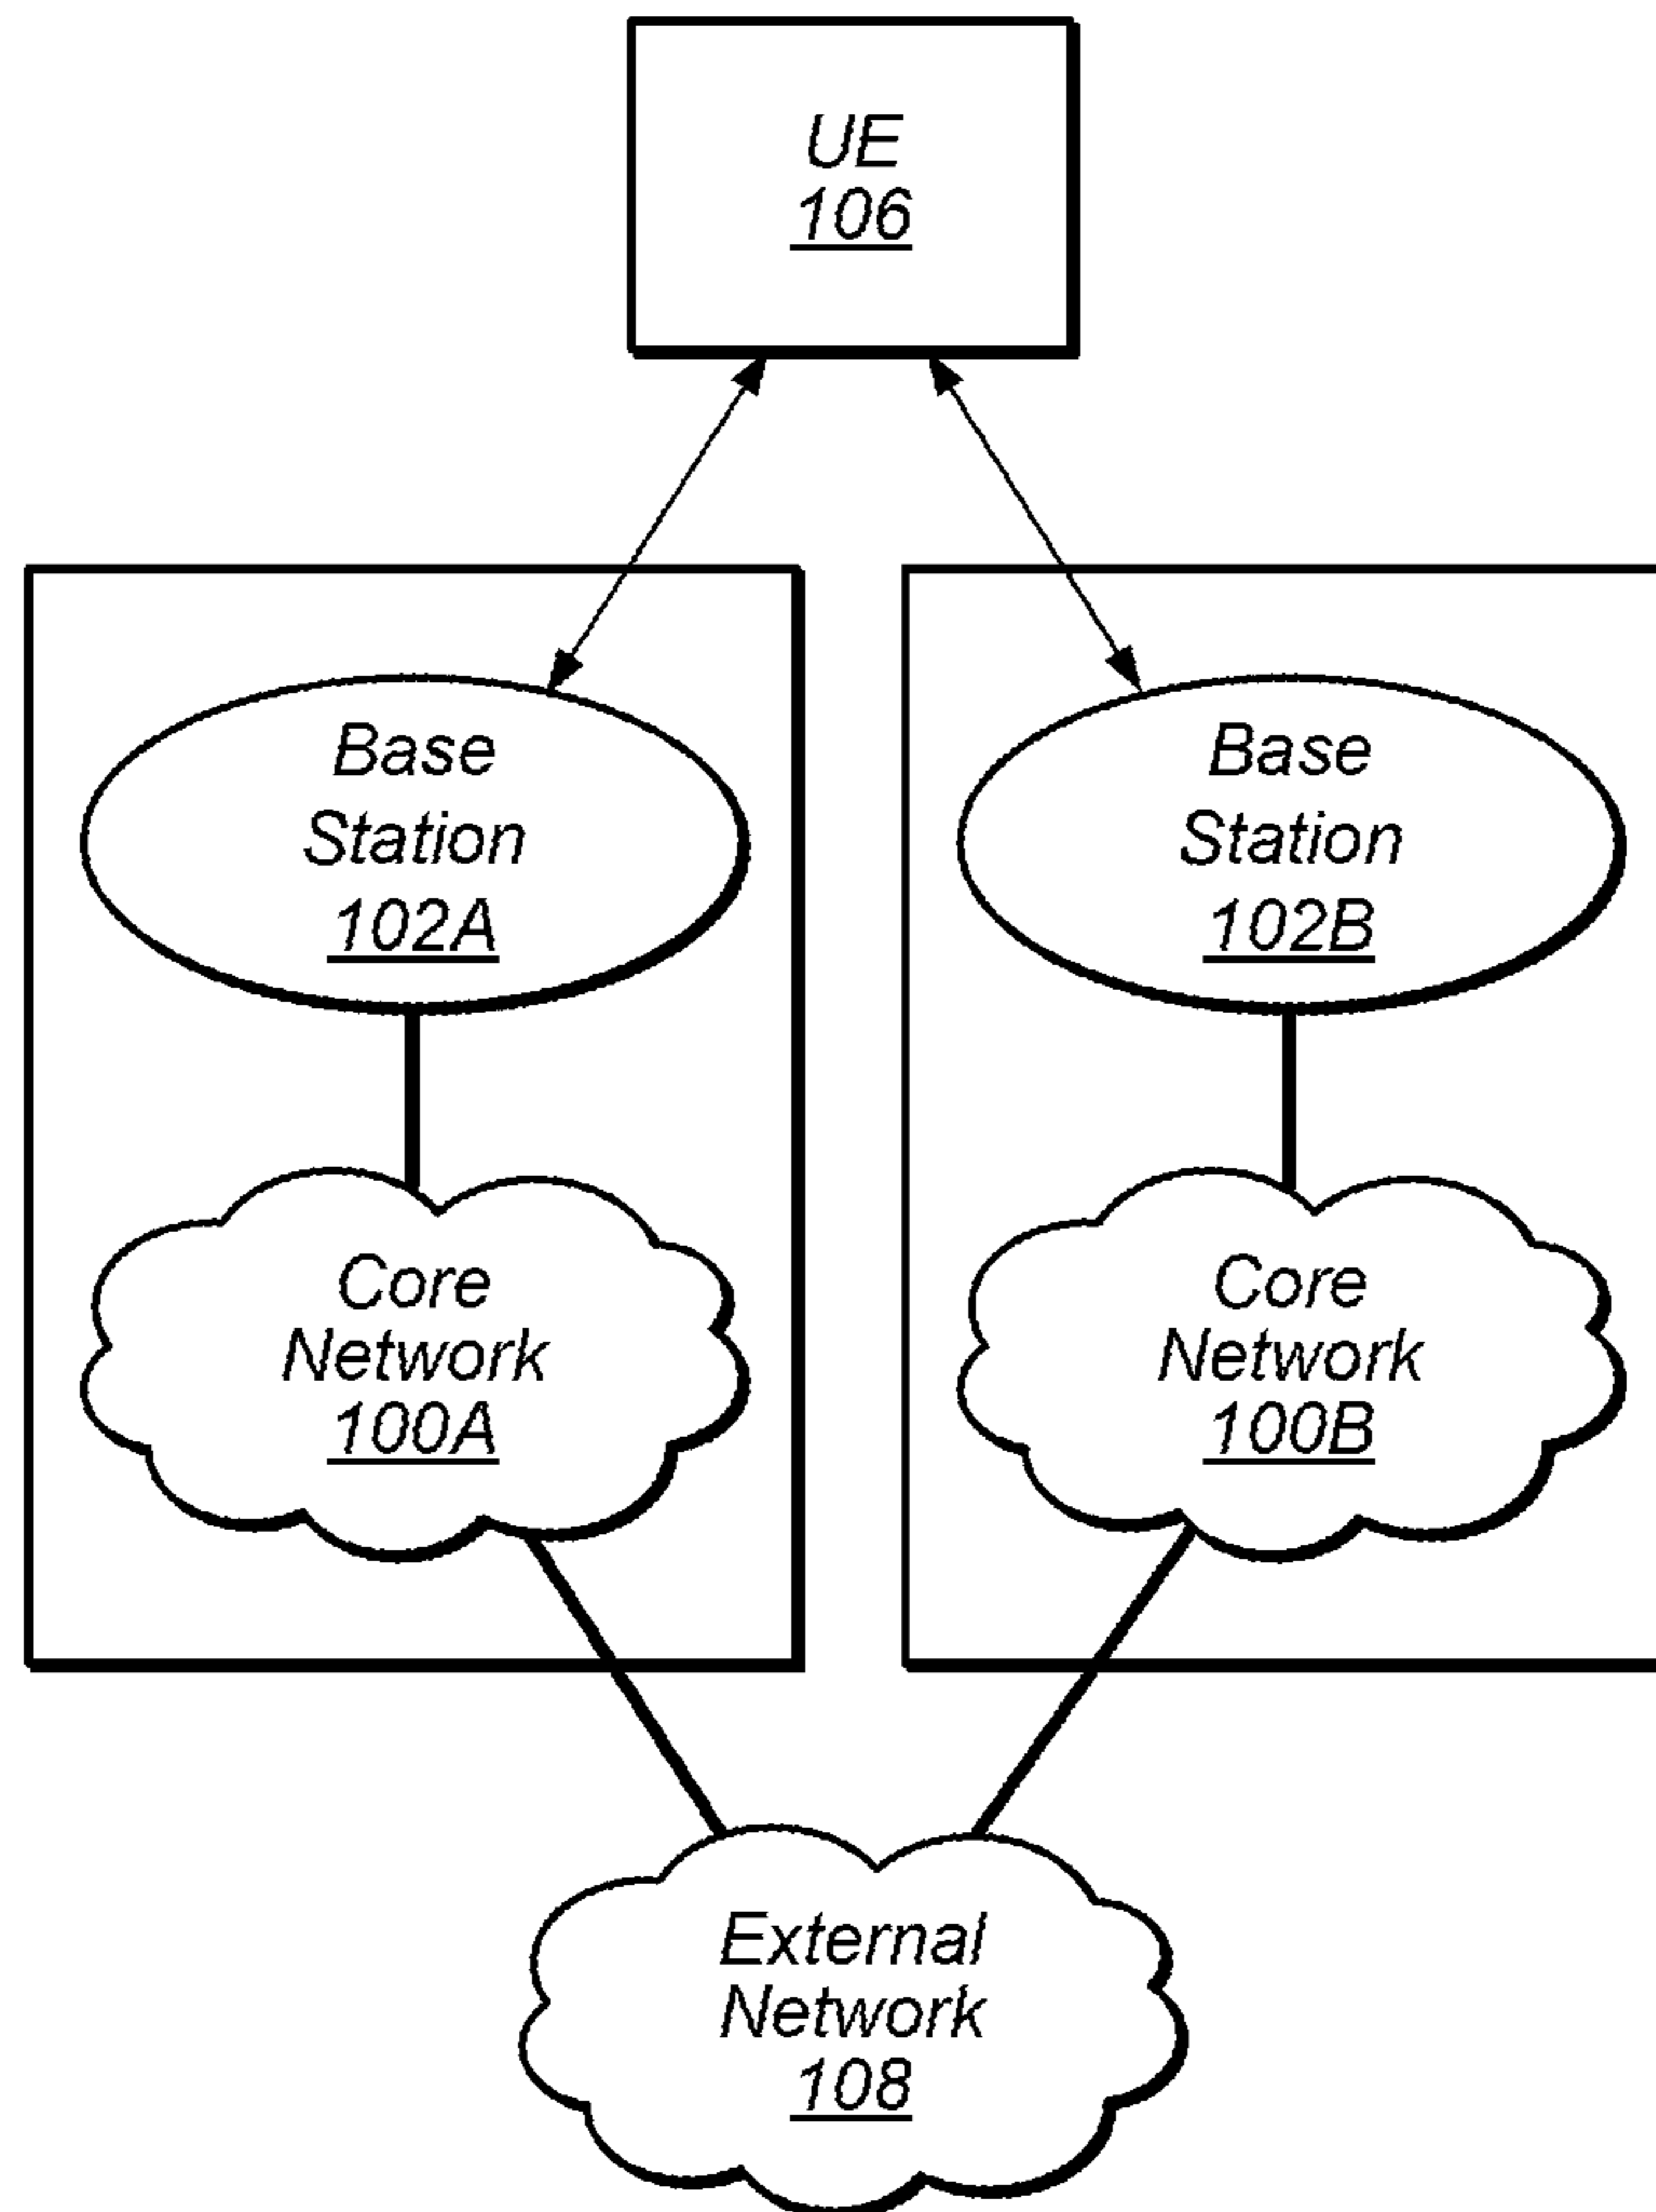 UE
106
Base
Station
102A
Base
Station
102B
Core
Network
100A
Core
Network
100B
External
Network
108